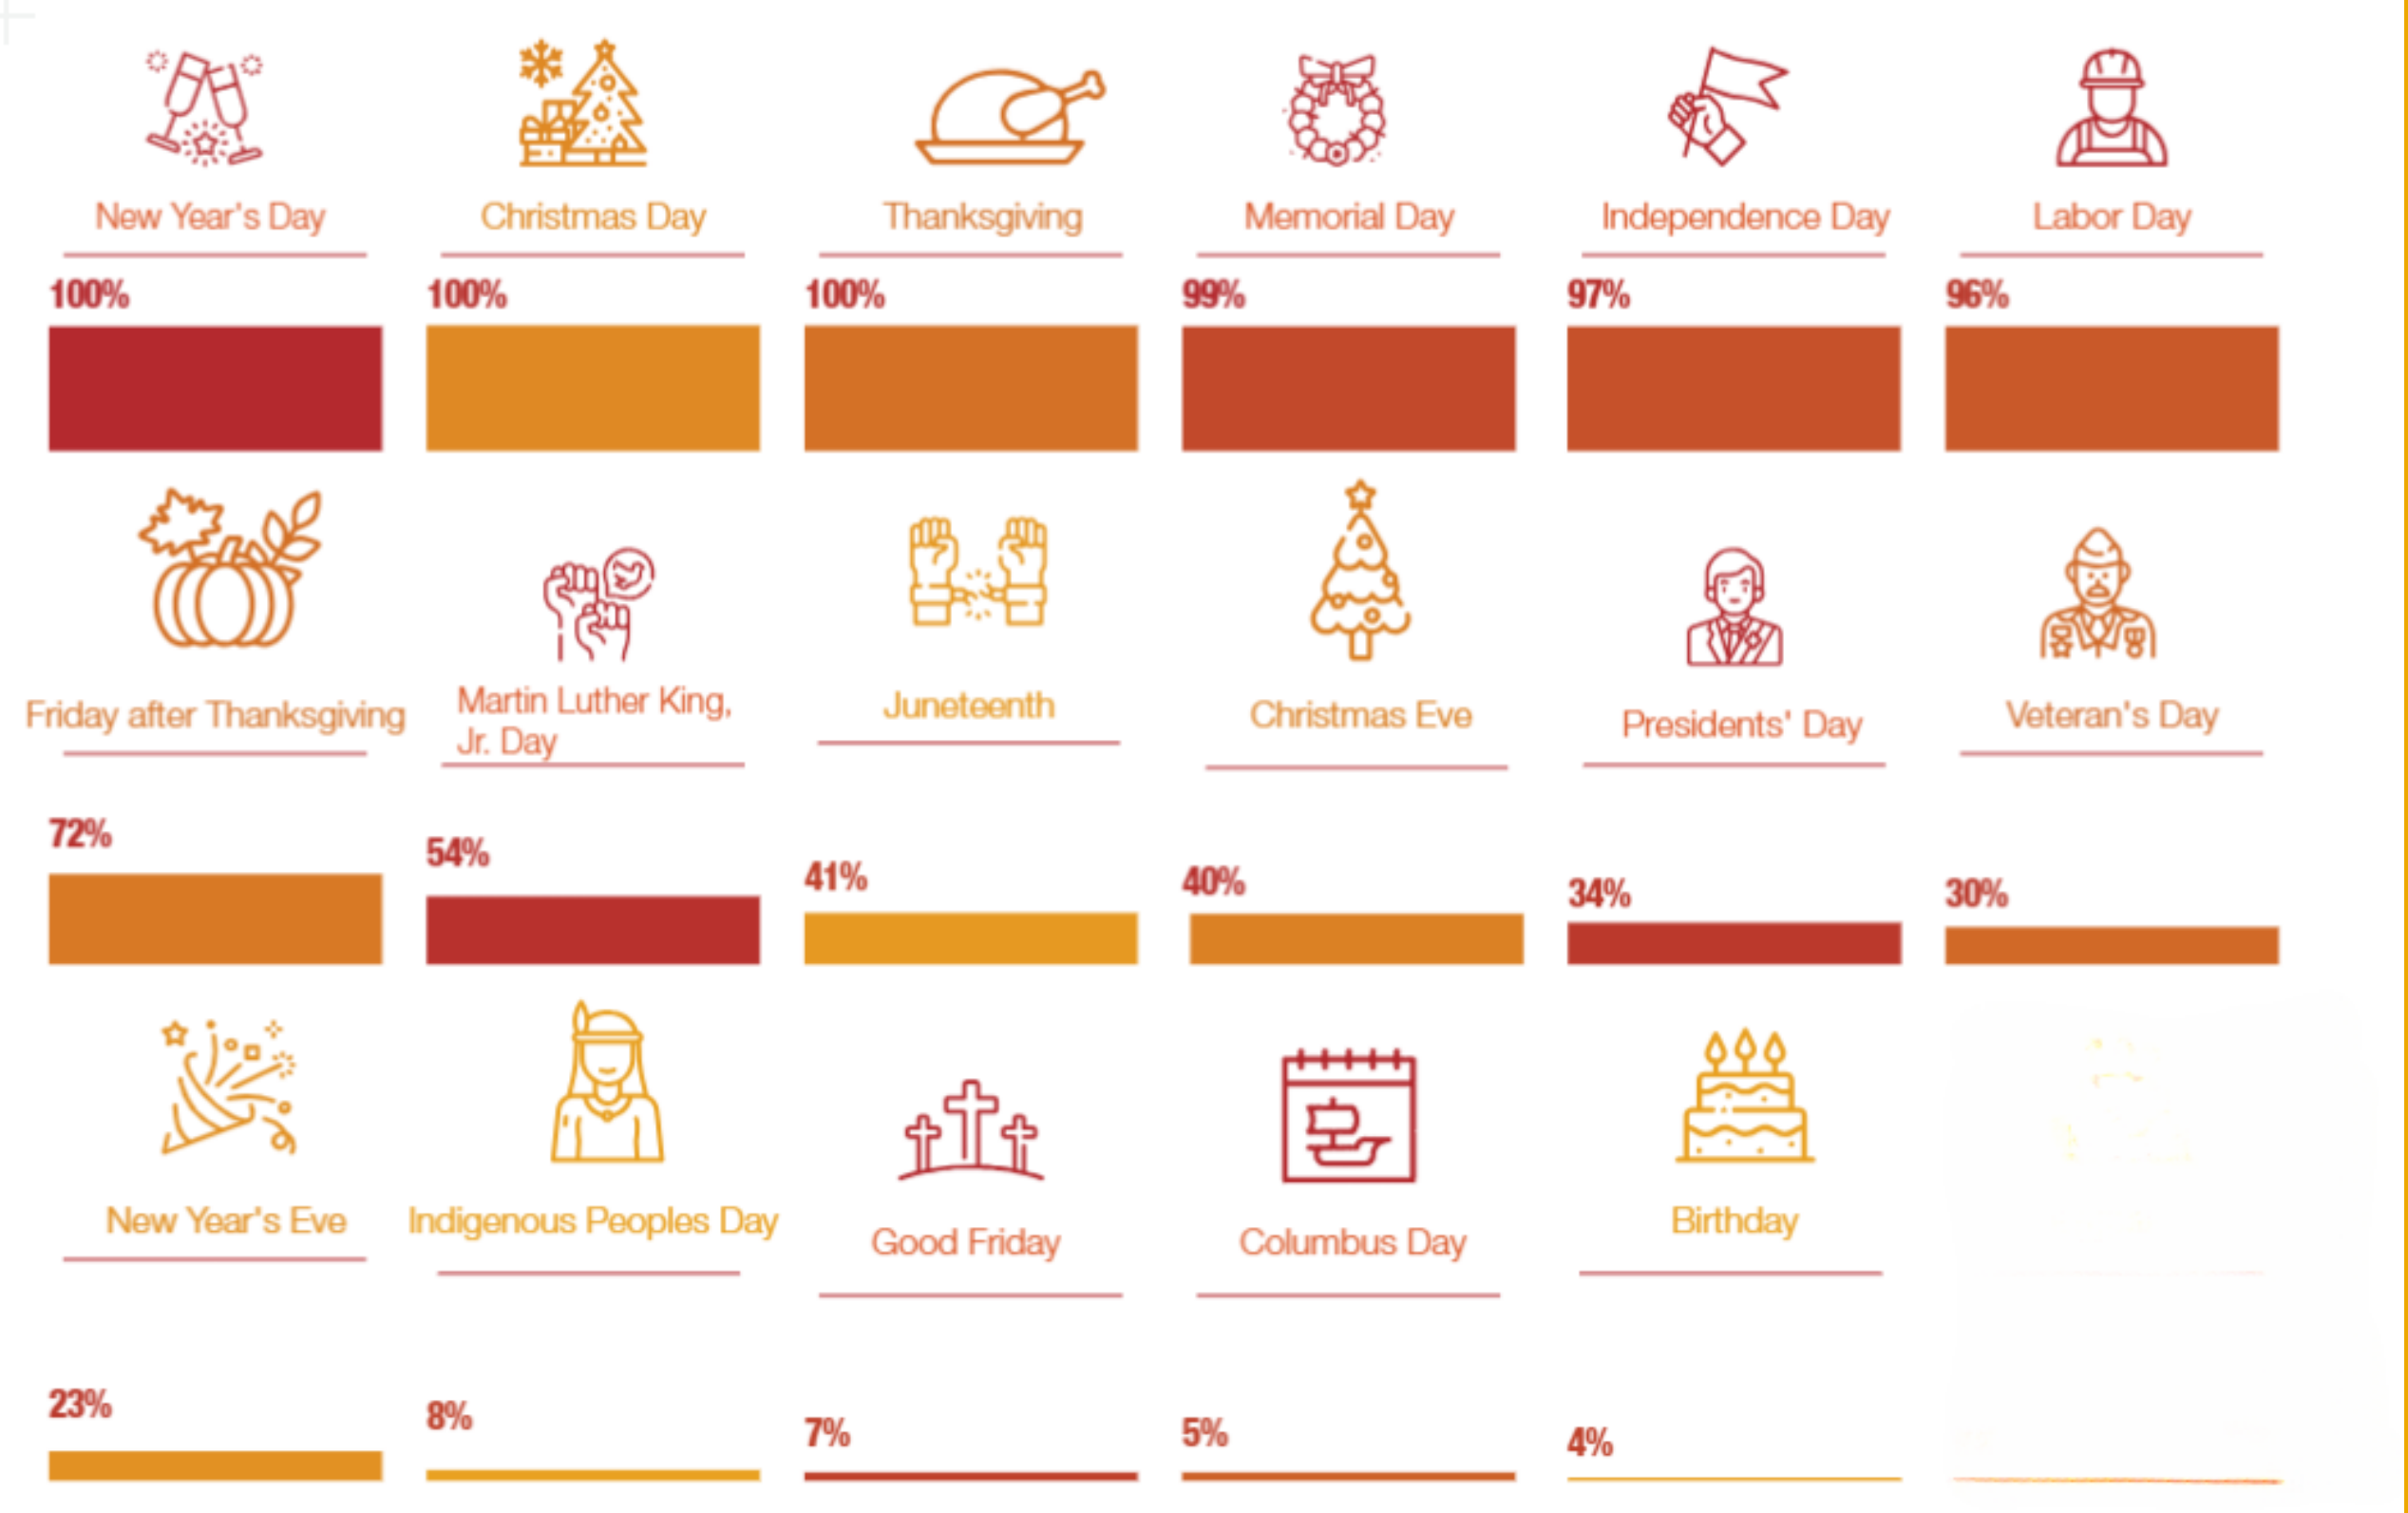 New Year's Day
Christmas Day
Thanksgiving
Memorial Day
Independence Day
Labor Day
100%
100%
100%
99%
97%
96%
Friday after Thanksgiving
Martin Luther King,
Jr. Day
Juneteenth
Christmas Eve
Presidents' Day
Veteran's Day
72%
54%
41%
40%
34%
30%
New Year's Eve
Indigenous Peoples Day
Good Friday
Columbus Day
Birthday
23%
8%
7%
5%
4%